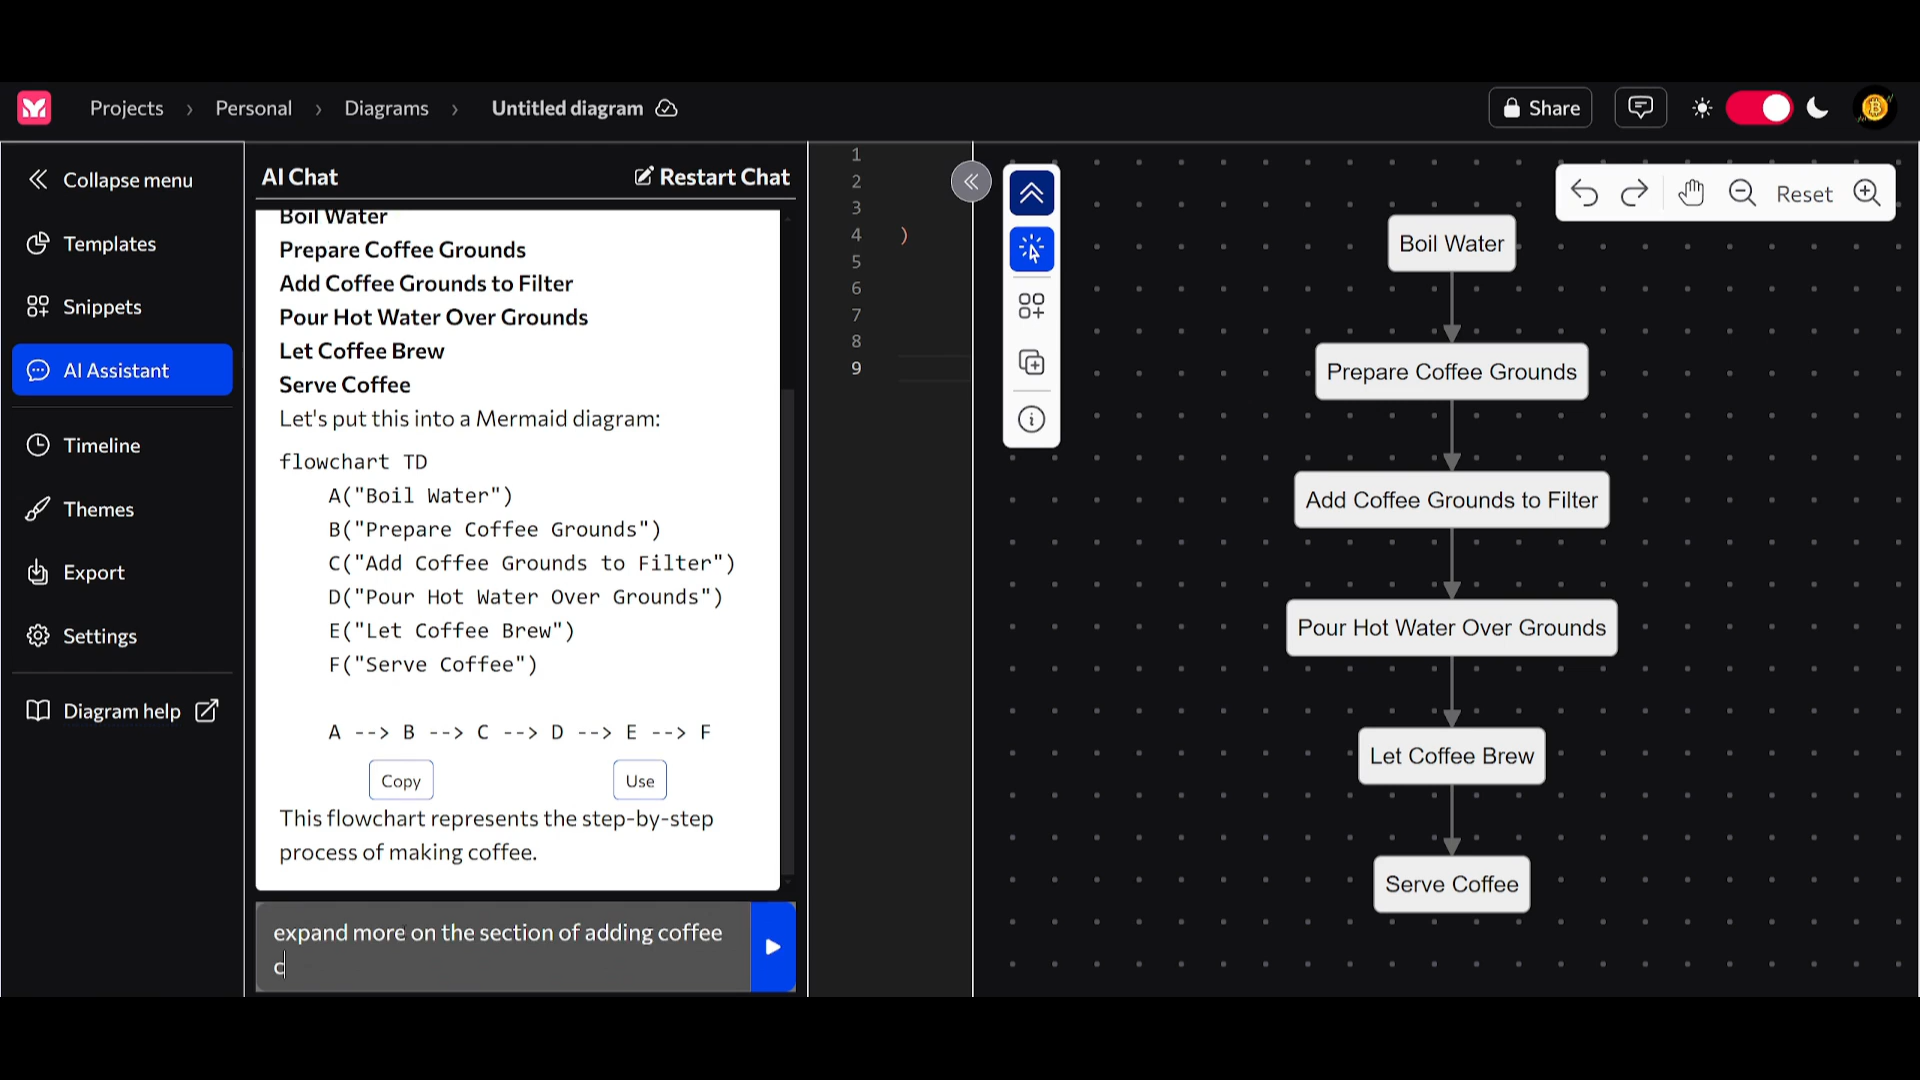 Projects › Personal › Diagrams › Untitled diagram
Share
Collapse menu
Templates
Snippets
AI Assistant
Timeline
Themes
Export
Settings
Diagram help
AI Chat
Restart Chat
Boil Water
Prepare Coffee Grounds
Add Coffee Grounds to Filter
Pour Hot Water Over Grounds
Let Coffee Brew
Serve Coffee
Let's put this into a Mermaid diagram:
flowchart TD
A("Boil Water")
B("Prepare Coffee Grounds")
C("Add Coffee Grounds to Filter")
D("Pour Hot Water Over Grounds")
E("Let Coffee Brew")
F("Serve Coffee")
A --> B --> C --> D --> E --> F
Copy
Use
This flowchart represents the step-by-step
process of making coffee.
expand more on the section of adding coffee
c
1
2
3
4 )
5
6
7
8
9
Reset
Boil Water
Prepare Coffee Grounds
Add Coffee Grounds to Filter
Pour Hot Water Over Grounds
Let Coffee Brew
Serve Coffee